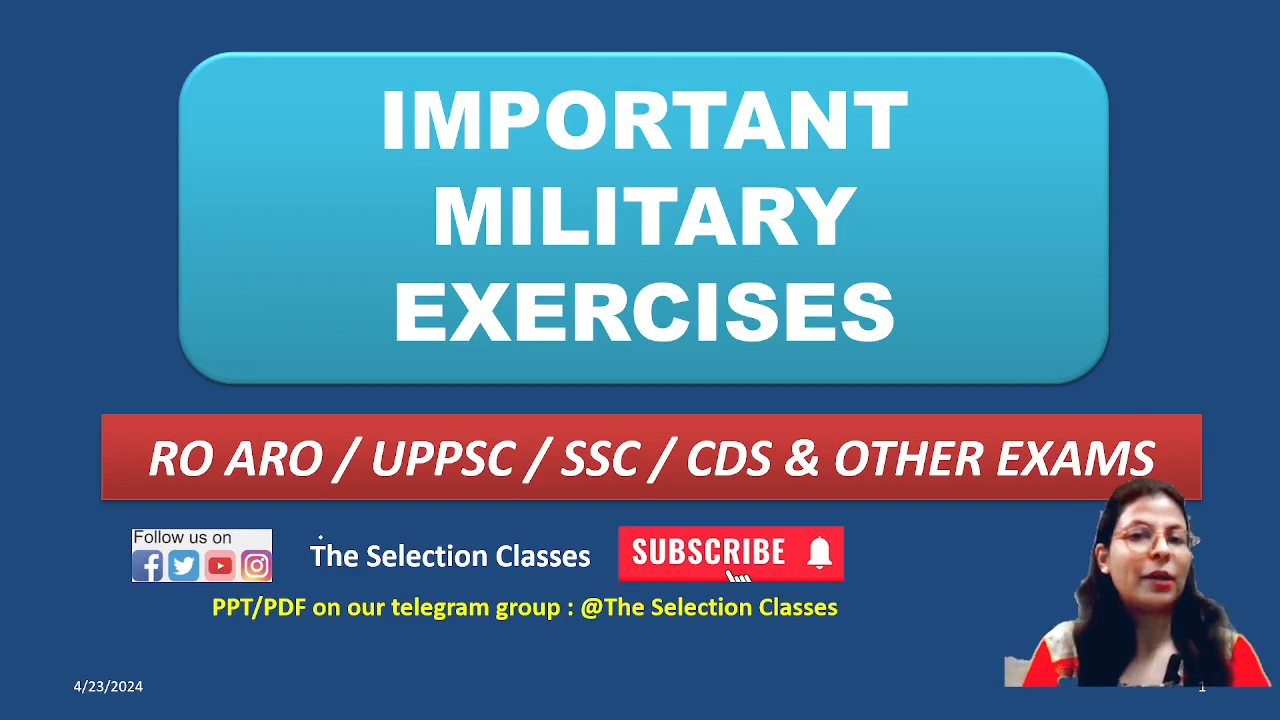 IMPORTANT
MILITARY
EXERCISES
RO ARO / UPPSC / SSC / CDS & OTHER EXAMS
Follow us on
The Selection Classes
SUBSCRIBE
PPT/PDF on our telegram group : @The Selection Classes
4/23/2024
1